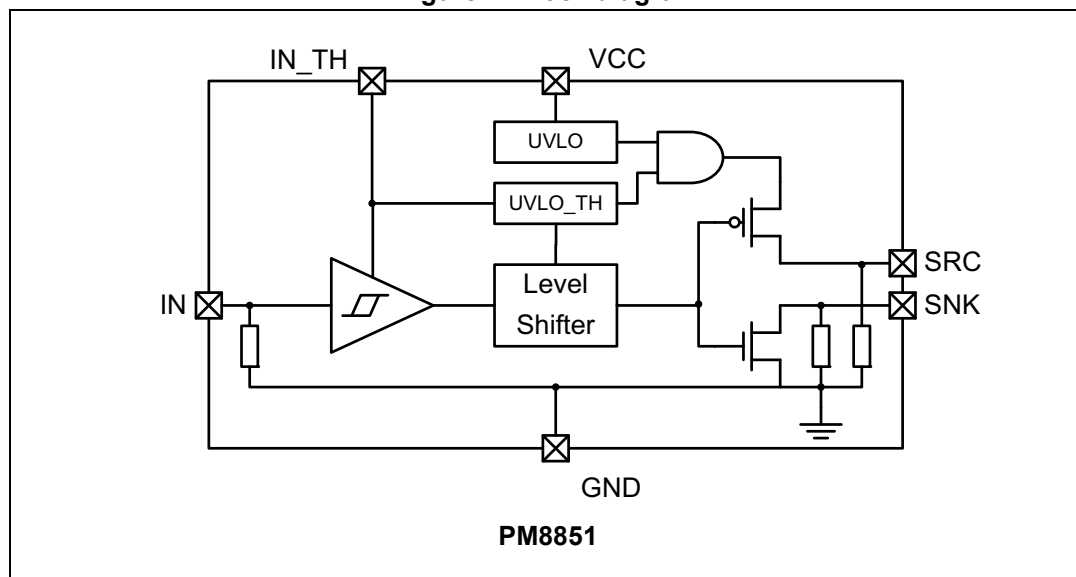 IN_TH
VCC
UVLO
UVLO_TH
Level
Shifter
IN
SRC
SNK
GND
PM8851